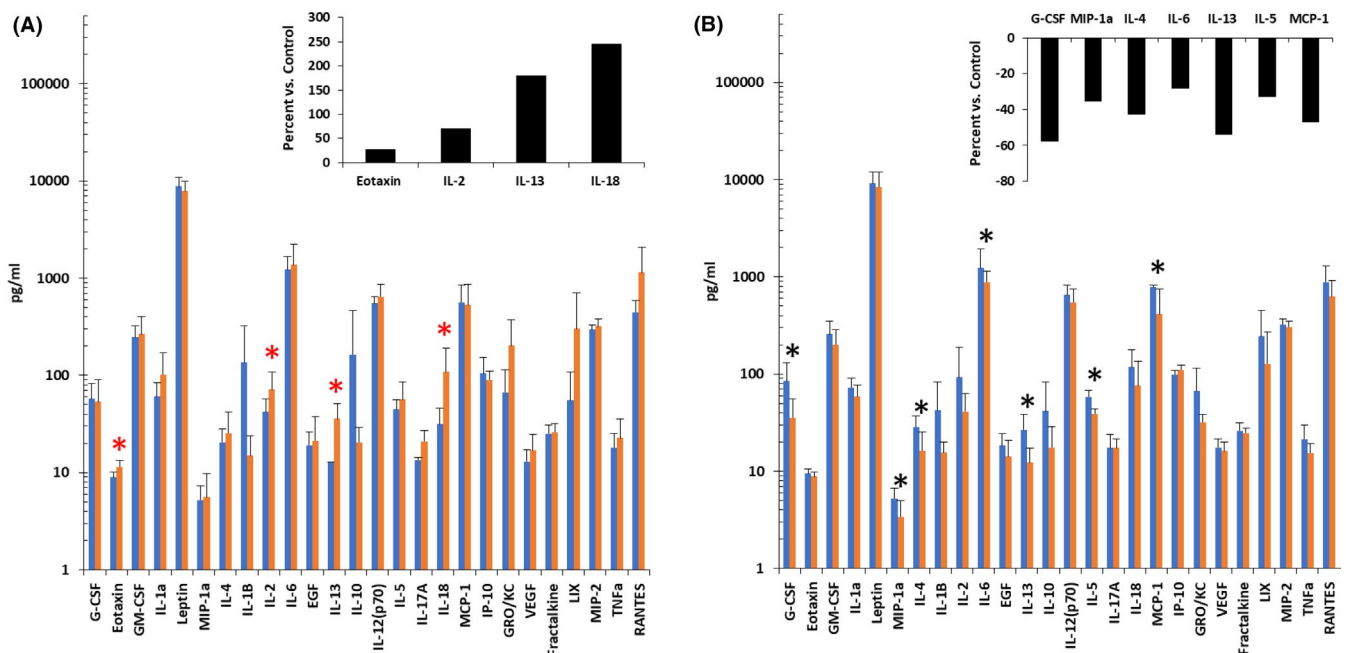 (A)
300
250
200
150
100
50
0
Percent vs. Control
Eotaxin IL-2 IL-13 IL-18
100000
10000
1000
100
10
1
pg/ml
*
*
*
*
G-CSF
Eotaxin
GM-CSF
IL-1a
Leptin
MIP-1a
IL-4
IL-1B
IL-2
IL-6
EGF
IL-13
IL-10
IL-12(p70)
IL-5
IL-17A
IL-18
MCP-1
IP-10
GRO/KC
VEGF
Fractalkine
LIX
MIP-2
TNFa
RANTES
(B)
G-CSF MIP-1a IL-4 IL-6 IL-13 IL-5 MCP-1
0
-20
-40
-60
-80
Percent vs. Control
100000
10000
1000
100
10
1
pg/ml
*
*
*
*
*
*
*
G-CSF
Eotaxin
GM-CSF
IL-1a
Leptin
MIP-1a
IL-4
IL-1B
IL-2
IL-6
EGF
IL-13
IL-10
IL-12(p70)
IL-5
IL-17A
IL-18
MCP-1
IP-10
GRO/KC
VEGF
Fractalkine
LIX
MIP-2
TNFa
RANTES